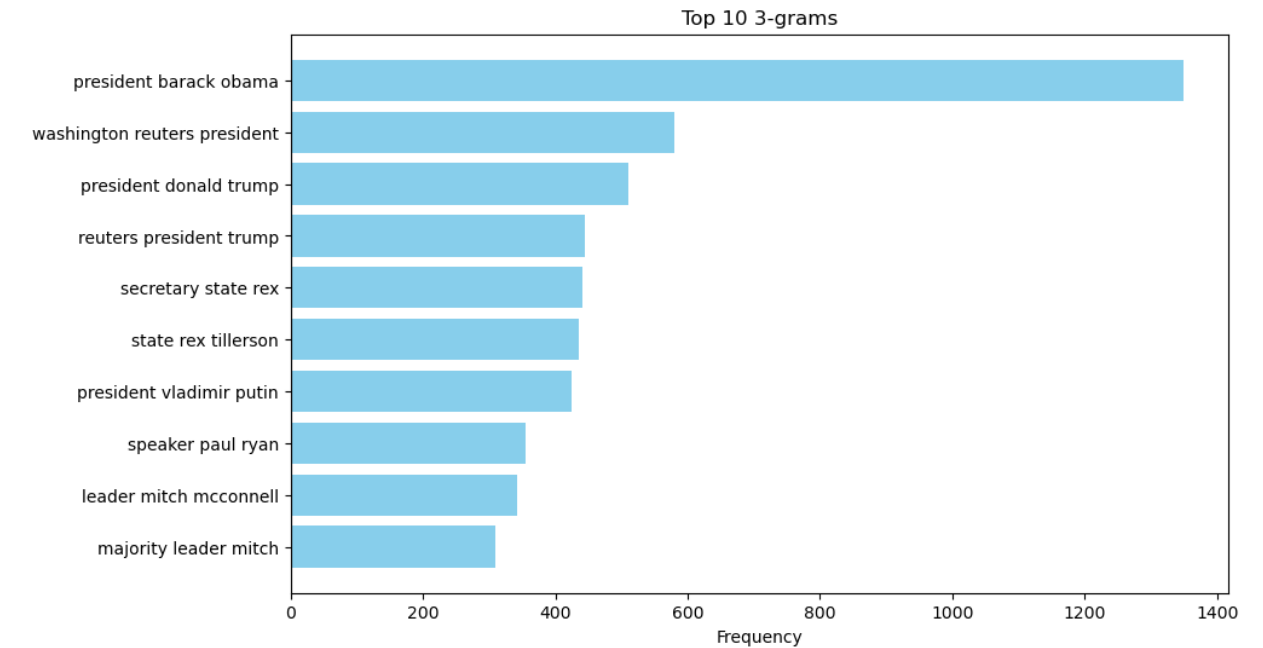 Top 10 3-grams
president barack obama
washington reuters president
president donald trump
reuters president trump
secretary state rex
state rex tillerson
president vladimir putin
speaker paul ryan
leader mitch mcconnell
majority leader mitch
0 200 400 600 800 1000 1200 1400
Frequency